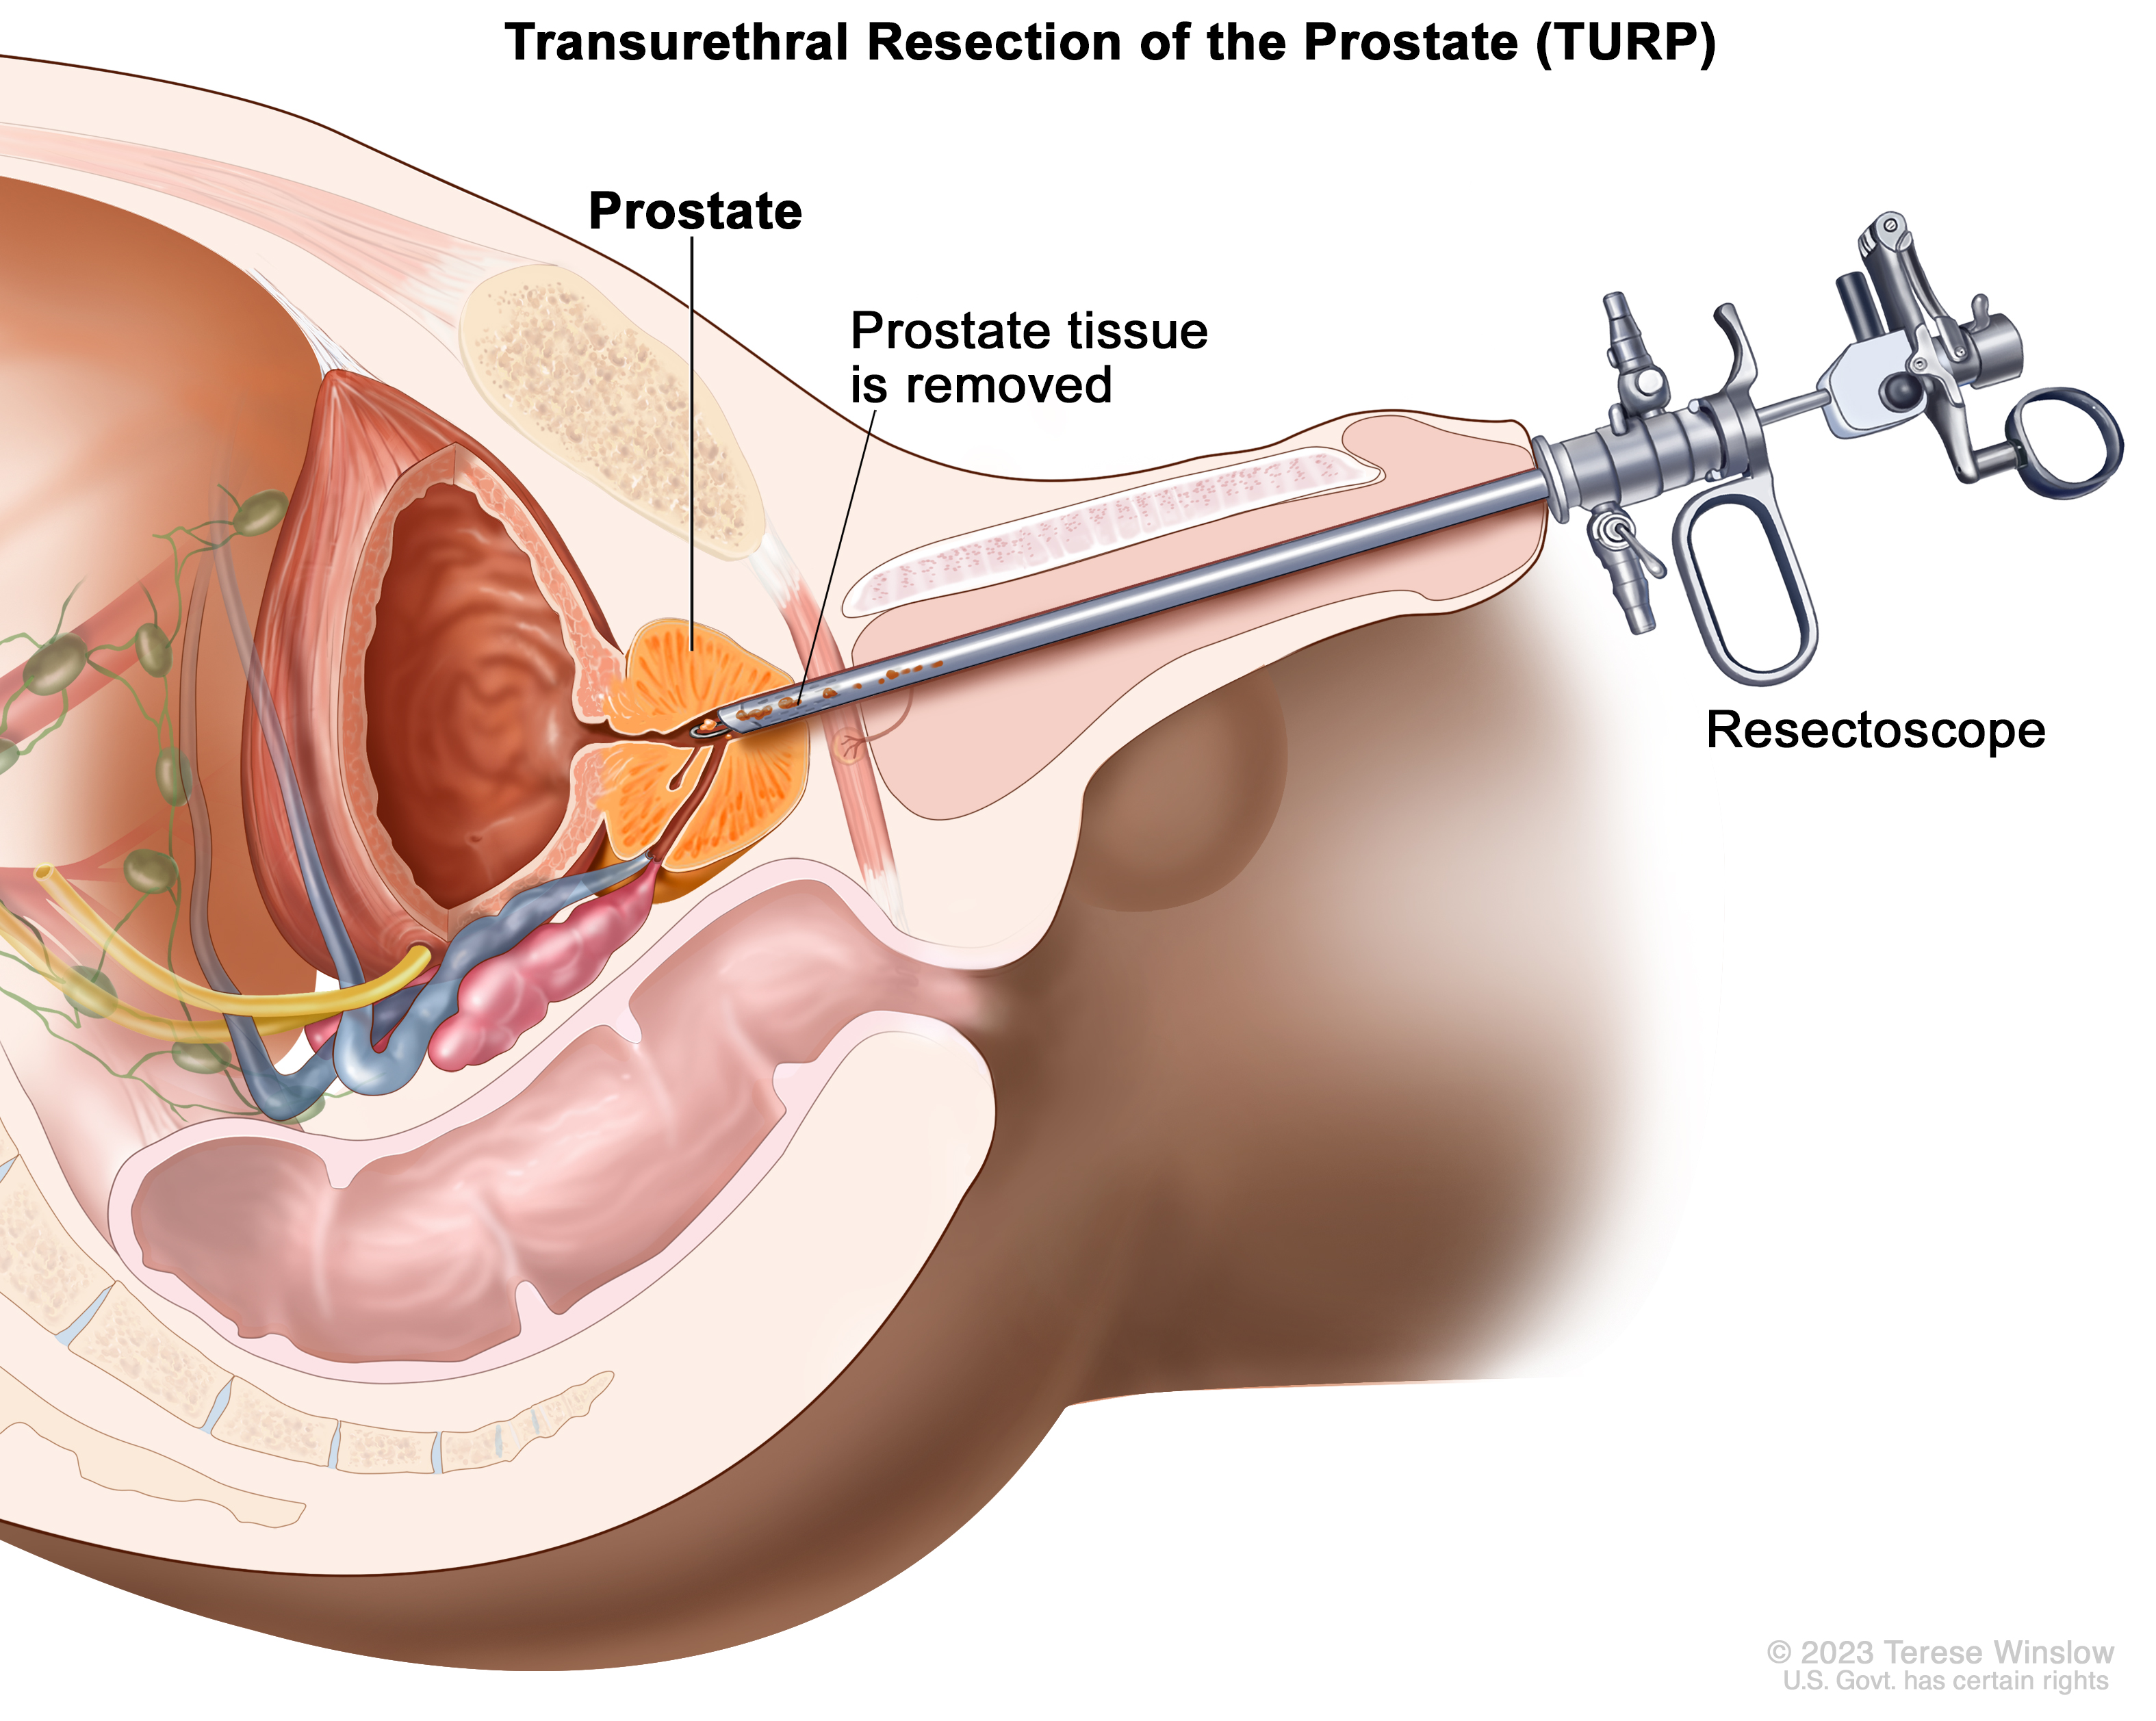 Transurethral Resection of the Prostate (TURP)
Prostate
Prostate tissue
is removed
Resectoscope
© 2023 Terese Winslow
U.S. Govt. has certain rights